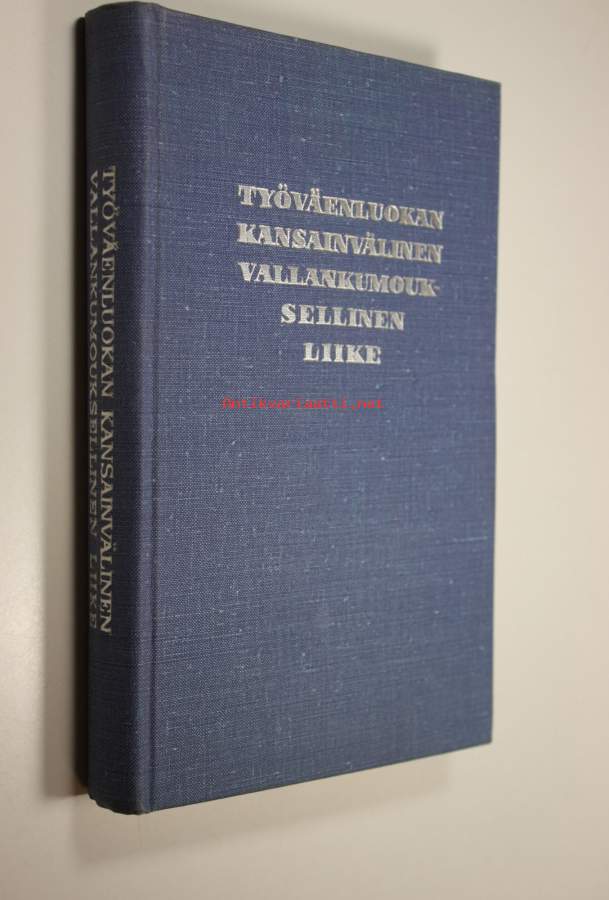 TYÖVÄENLUOKAN
KANSAINVÄLINEN
VALLANKUMOUK-
SELLINEN
LIIKE
Antikvariaatti.net
TYÖVÄENLUOKAN KANSAINVÄLINEN
VALLANKUMOUKSELLINEN LIIKE